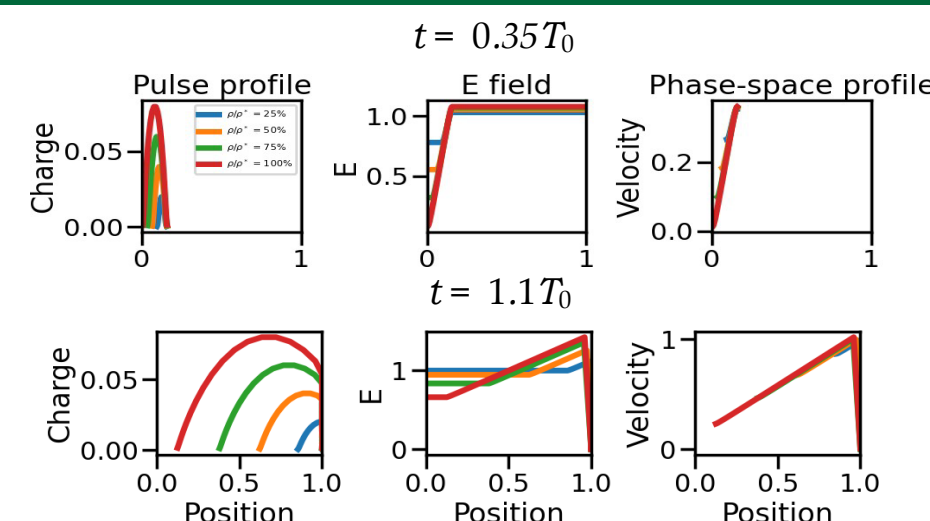 t = 0.35T₀
Pulse profile
E field
Phase-space profile
Charge
0.05
0.00
0
1
ρ/ρ* = 25%
ρ/ρ* = 50%
ρ/ρ* = 75%
ρ/ρ* = 100%
E
1.0
0.5
0
1
Velocity
0.2
0.0
0
1
t = 1.1T₀
Charge
0.05
0.00
0.0 0.5 1.0
Position
E
1
0
0.0 0.5 1.0
Position
Velocity
1
0
0.0 0.5 1.0
Position